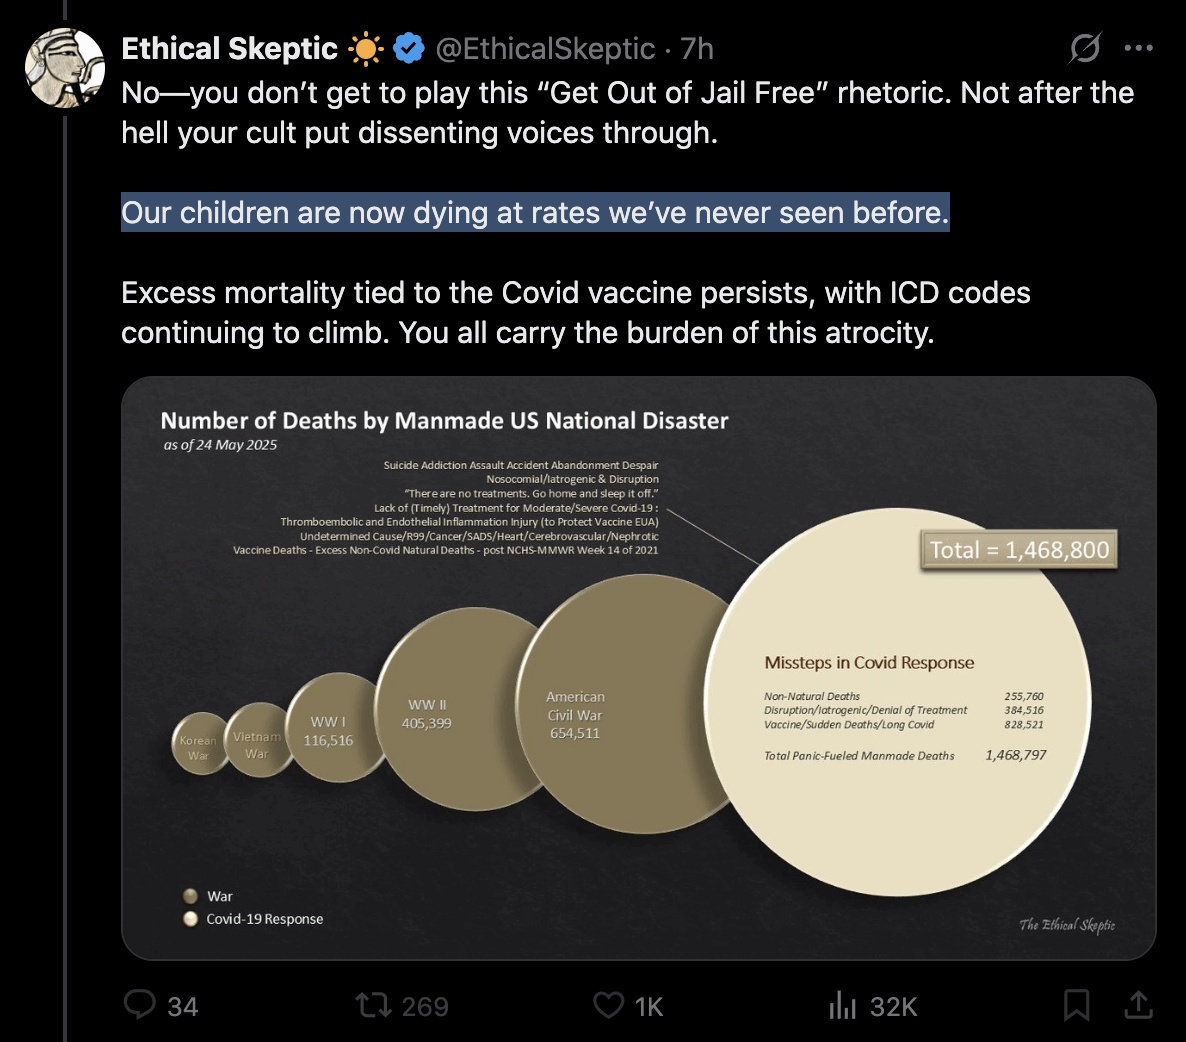 Ethical Skeptic @EthicalSkeptic · 7h
No—you don’t get to play this “Get Out of Jail Free” rhetoric. Not after the
hell your cult put dissenting voices through.
Our children are now dying at rates we’ve never seen before.
Excess mortality tied to the Covid vaccine persists, with ICD codes
continuing to climb. You all carry the burden of this atrocity.
Number of Deaths by Manmade US National Disaster
as of 24 May 2025
Suicide Addiction Assault Accident Abandonment Despair
Nosocomial/Iatrogenic & Disruption
“There are no treatments. Go home and sleep it off.”
Lack of (Timely) Treatment for Moderate/Severe Covid-19 :
Thromboembolic and Endothelial Inflammation Injury (to Protect Vaccine EUA)
Undetermined Cause/R99/Cancer/SADS/Heart/Cerebrovascular/Nephrotic
Vaccine Deaths - Excess Non-Covid Natural Deaths - post NCHS-MMWR Week 14 of 2021
Total = 1,468,800
Korean
War
Vietnam
War
WW I
116,516
WW II
405,399
American
Civil War
654,511
Missteps in Covid Response
Non-Natural Deaths 255,760
Disruption/Iatrogenic/Denial of Treatment 384,516
Vaccine/Sudden Deaths/Long Covid 828,521
Total Panic-Fueled Manmade Deaths 1,468,797
War
Covid-19 Response
The Ethical Skeptic
34 269 1K 32K